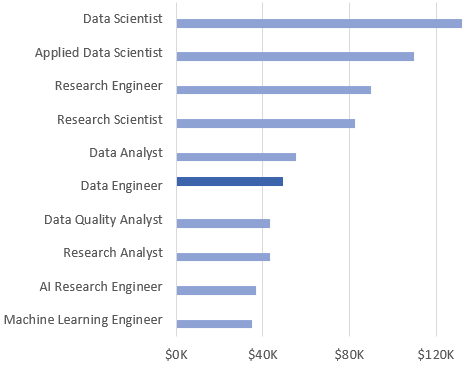 Data Scientist
Applied Data Scientist
Research Engineer
Research Scientist
Data Analyst
Data Engineer
Data Quality Analyst
Research Analyst
AI Research Engineer
Machine Learning Engineer
$0K $40K $80K $120K